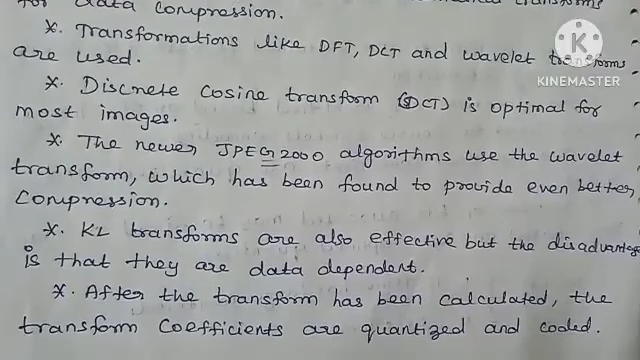 for data compression.
*. Transformations like DFT, DCT and wavelet transforms
are used.
*. Discrete Cosine transform (DCT) is optimal for
most images.
*. The newer JPEG 2000 algorithms use the wavelet
transform, which has been found to provide even better
Compression.
*. KL transforms are also effective but the disadvantage
is that they are data dependent.
*. After the transform has been calculated, the
transform coefficients are quantized and coded.
K
KINEMASTER